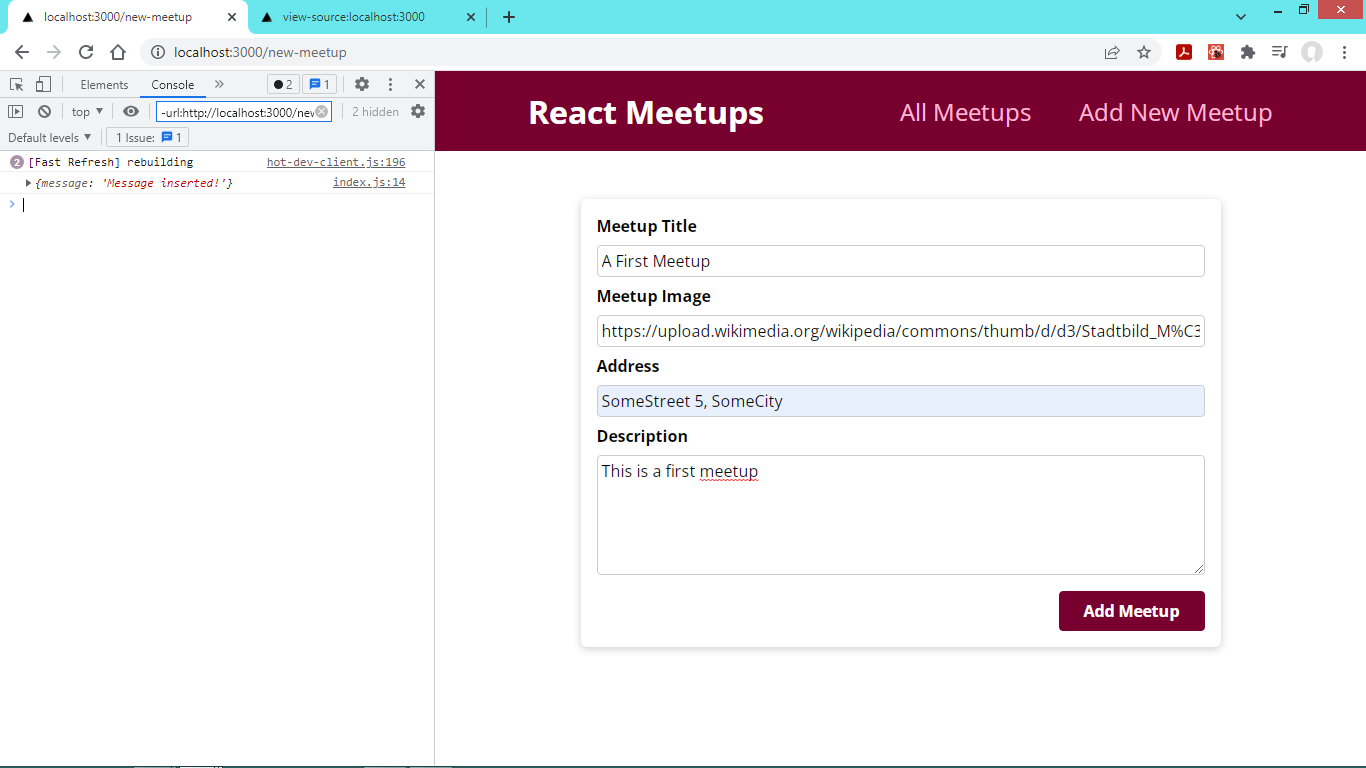 localhost:3000/new-meetup
view-source:localhost:3000
localhost:3000/new-meetup
Elements
Console
2
1
top
-url:http://localhost:3000/new
2 hidden
Default levels
1 Issue:
1
2
[Fast Refresh] rebuilding
hot-dev-client.js:196
{message: 'Message inserted!'}
index.js:14
React Meetups
All Meetups
Add New Meetup
Meetup Title
A First Meetup
Meetup Image
https://upload.wikimedia.org/wikipedia/commons/thumb/d/d3/Stadtbild_M%C3
Address
SomeStreet 5, SomeCity
Description
This is a first meetup
Add Meetup